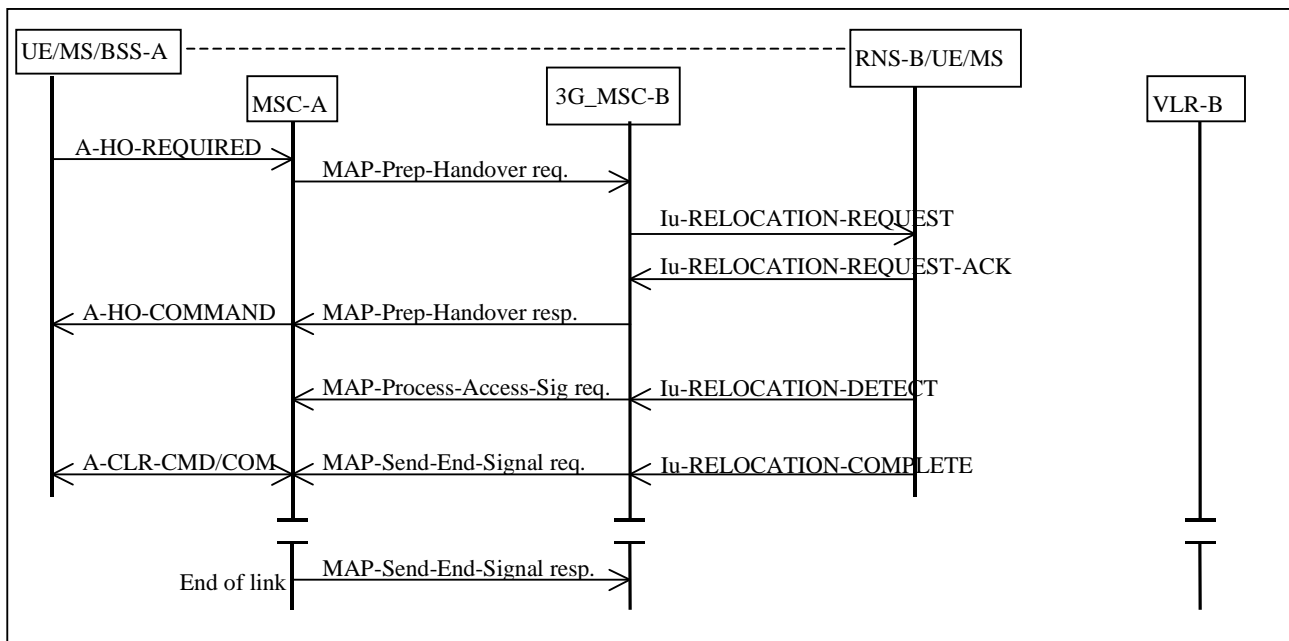 UE/MS/BSS-A
RNS-B/UE/MS
MSC-A
3G_MSC-B
VLR-B
A-HO-REQUIRED
MAP-Prep-Handover req.
Iu-RELOCATION-REQUEST
Iu-RELOCATION-REQUEST-ACK
A-HO-COMMAND
MAP-Prep-Handover resp.
MAP-Process-Access-Sig req.
Iu-RELOCATION-DETECT
A-CLR-CMD/COM
MAP-Send-End-Signal req.
Iu-RELOCATION-COMPLETE
End of link
MAP-Send-End-Signal resp.